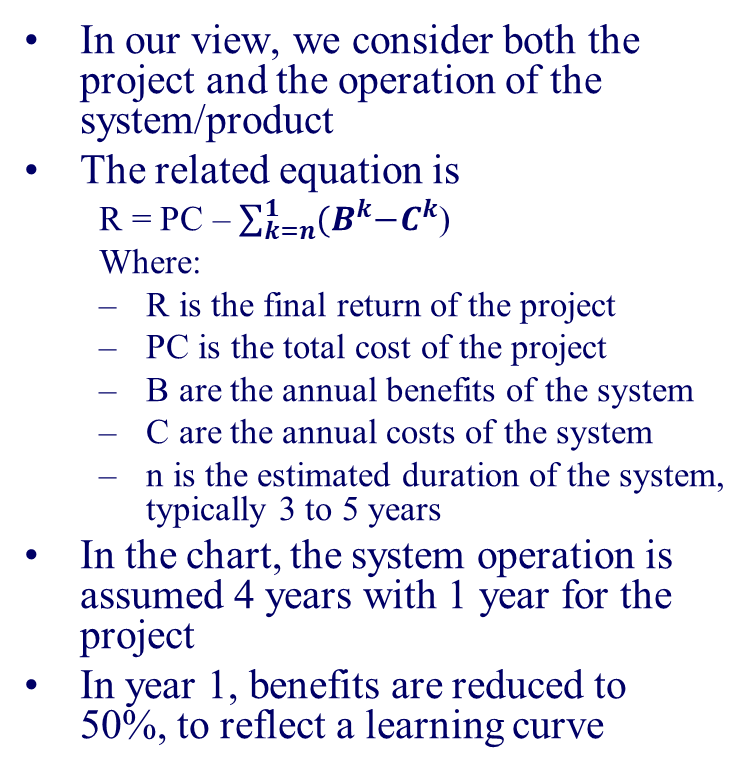 • In our view, we consider both the
project and the operation of the
system/product
• The related equation is
R = PC – ∑¹ₖ₌ₙ(Bᵏ−Cᵏ)
Where:
– R is the final return of the project
– PC is the total cost of the project
– B are the annual benefits of the system
– C are the annual costs of the system
– n is the estimated duration of the system,
typically 3 to 5 years
• In the chart, the system operation is
assumed 4 years with 1 year for the
project
• In year 1, benefits are reduced to
50%, to reflect a learning curve